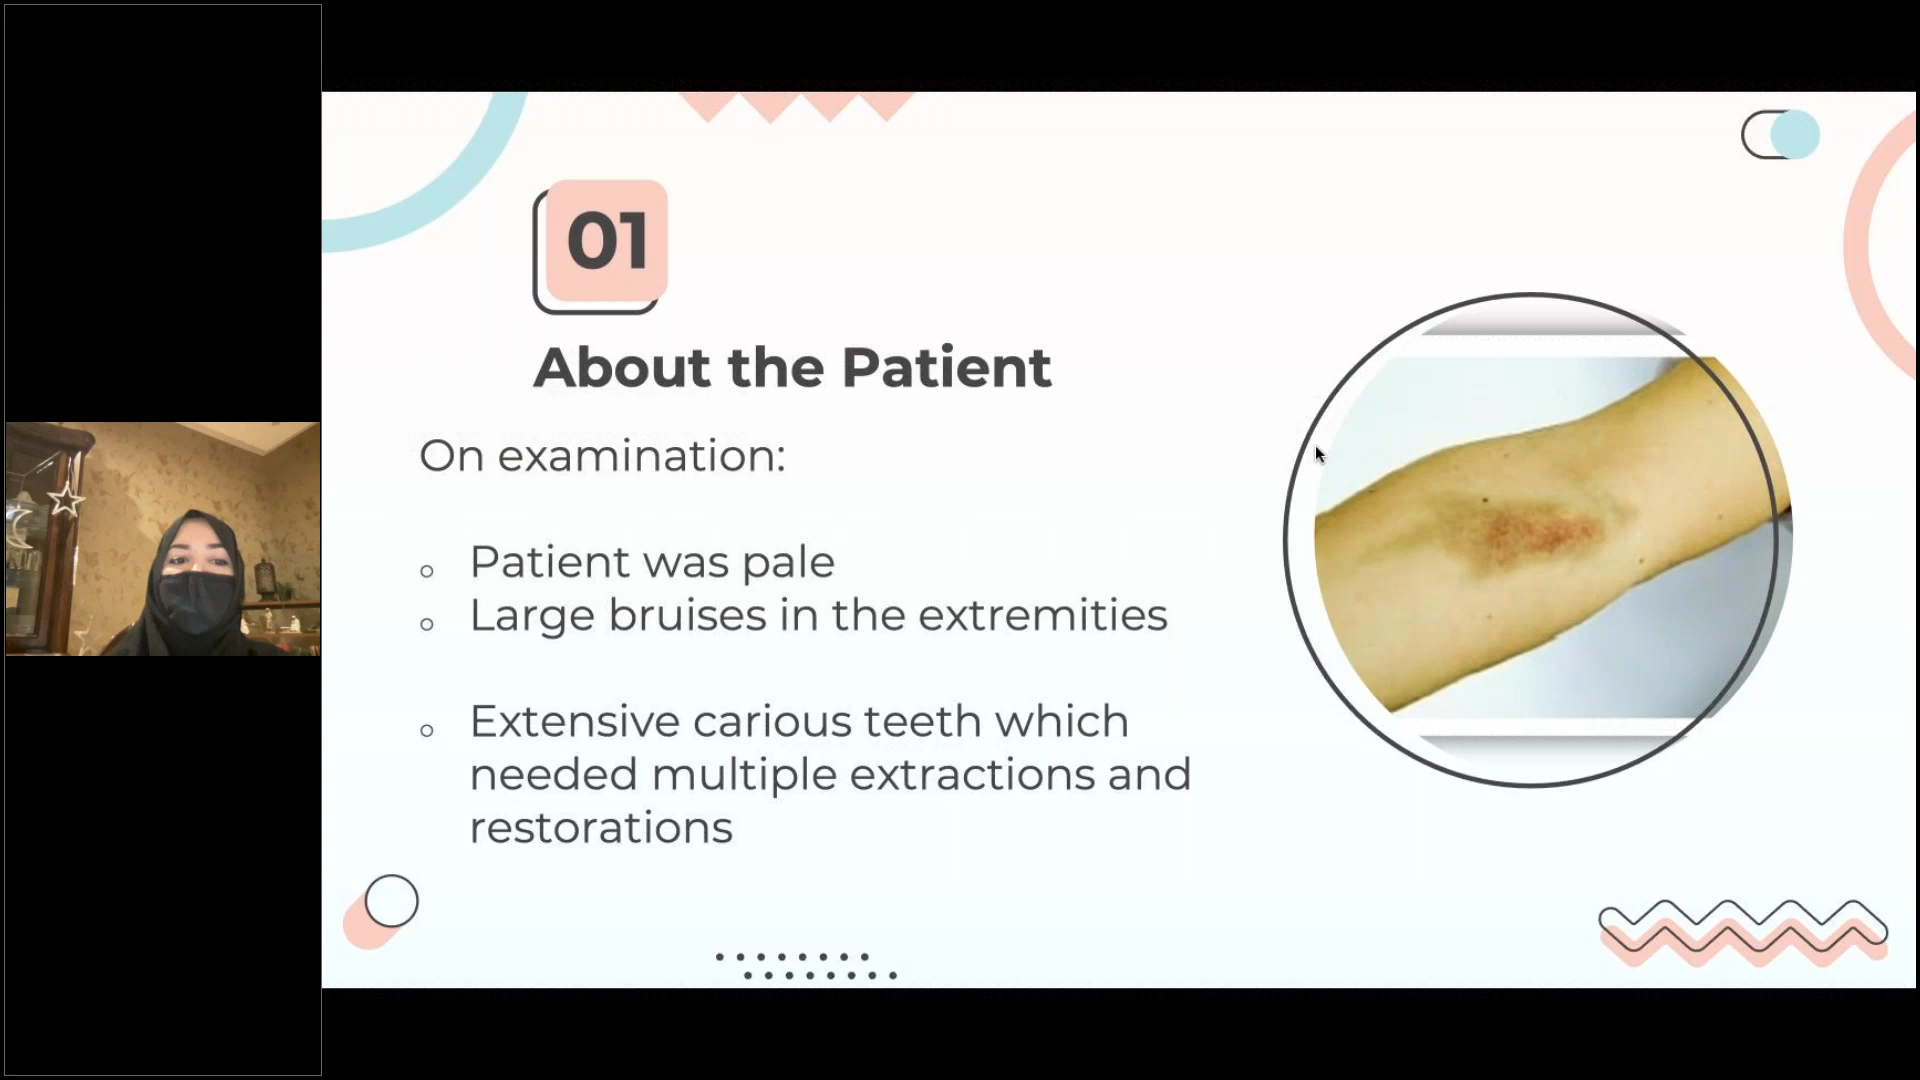 01
About the Patient
On examination:
Patient was pale
Large bruises in the extremities
Extensive carious teeth which
needed multiple extractions and
restorations